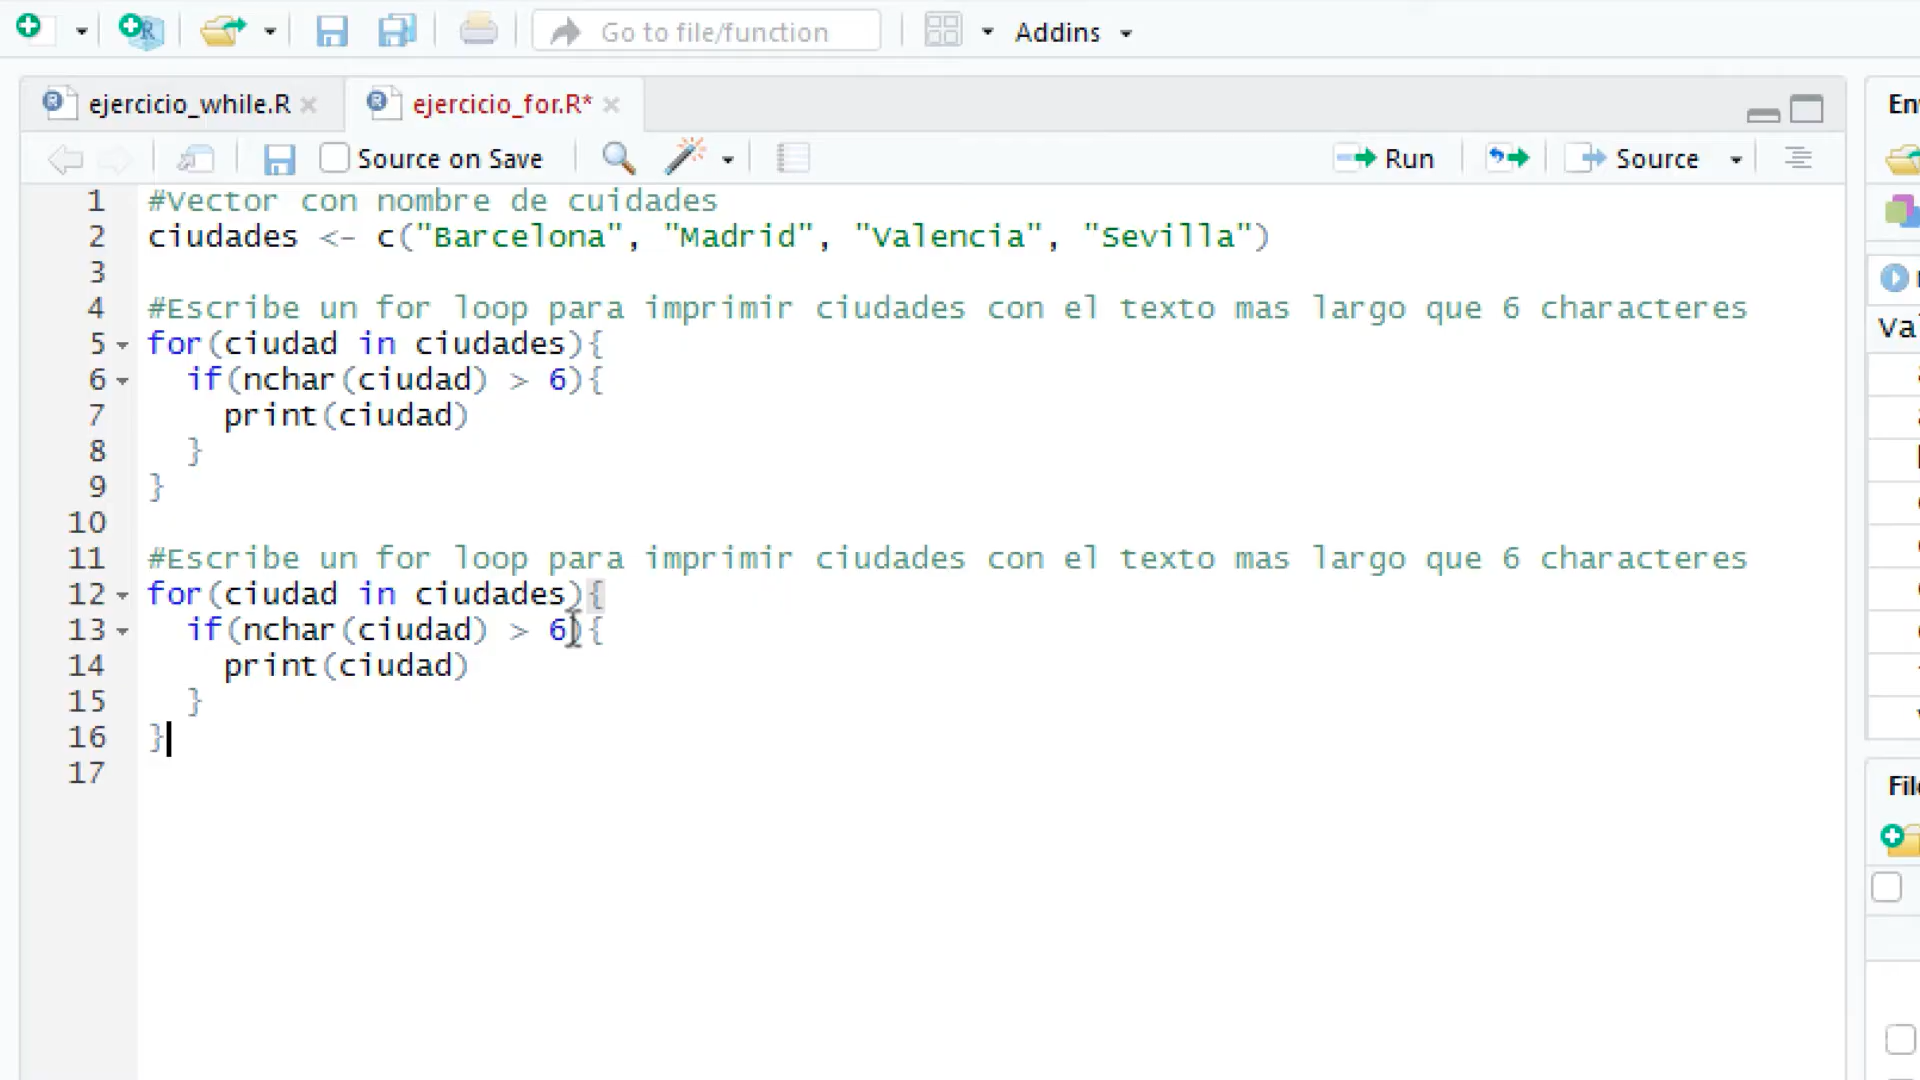 Go to file/function
Addins
ejercicio_while.R
ejercicio_for.R*
Source on Save
Run
Source
1 #Vector con nombre de cuidades
2 ciudades <- c("Barcelona", "Madrid", "Valencia", "Sevilla")
3
4 #Escribe un for loop para imprimir ciudades con el texto mas largo que 6 characteres
5 for(ciudad in ciudades){
6   if(nchar(ciudad) > 6){
7     print(ciudad)
8   }
9 }
10
11 #Escribe un for loop para imprimir ciudades con el texto mas largo que 6 characteres
12 for(ciudad in ciudades){
13   if(nchar(ciudad) > 6){
14     print(ciudad)
15   }
16 }
17